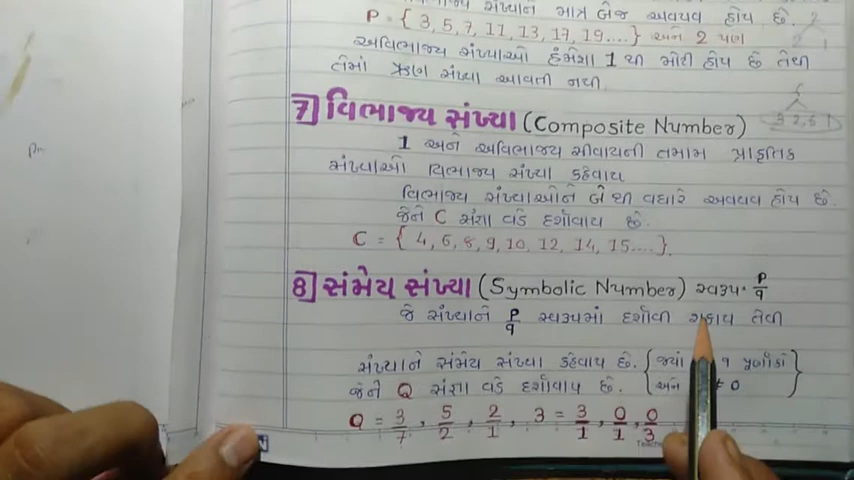 સંખ્યાને માત્ર બેજ અવયવ હોય છે.
P = { 3, 5, 7, 11, 13, 17, 19....} અને 2 પણ
અવિભાજ્ય સંખ્યાઓ હંમેશા 1 થી મોટી હોય છે તેથી
તેમાં ઋણ સંખ્યા આવતી નથી.
7] વિભાજ્ય સંખ્યા (Composite Number)
1 અને અવિભાજ્ય સીવાયની તમામ પ્રાકૃતિક
સંખ્યાઓ વિભાજ્ય સંખ્યા કહેવાય
વિભાજ્ય સંખ્યાઓને બે થી વધારે અવયવ હોય છે.
જેને C સંજ્ઞા વડે દર્શાવાય છે.
C = { 4, 6, 8, 9, 10, 12, 14, 15....}.
8] સંમેય સંખ્યા (Symbolic Number) સ્વરૂપ. P/q
જે સંખ્યાને P/q સ્વરૂપમાં દર્શાવી શકાય તેવી
સંખ્યાને સંમેય સંખ્યા કહેવાય છે. { જ્યાં q પૂર્ણાંકો
જેને Q સંજ્ઞા વડે દર્શાવાય છે. અને ≠ 0 }
Q = 3/7, 5/2, 2/1, 3 = 3/1, 0/1, 0/3